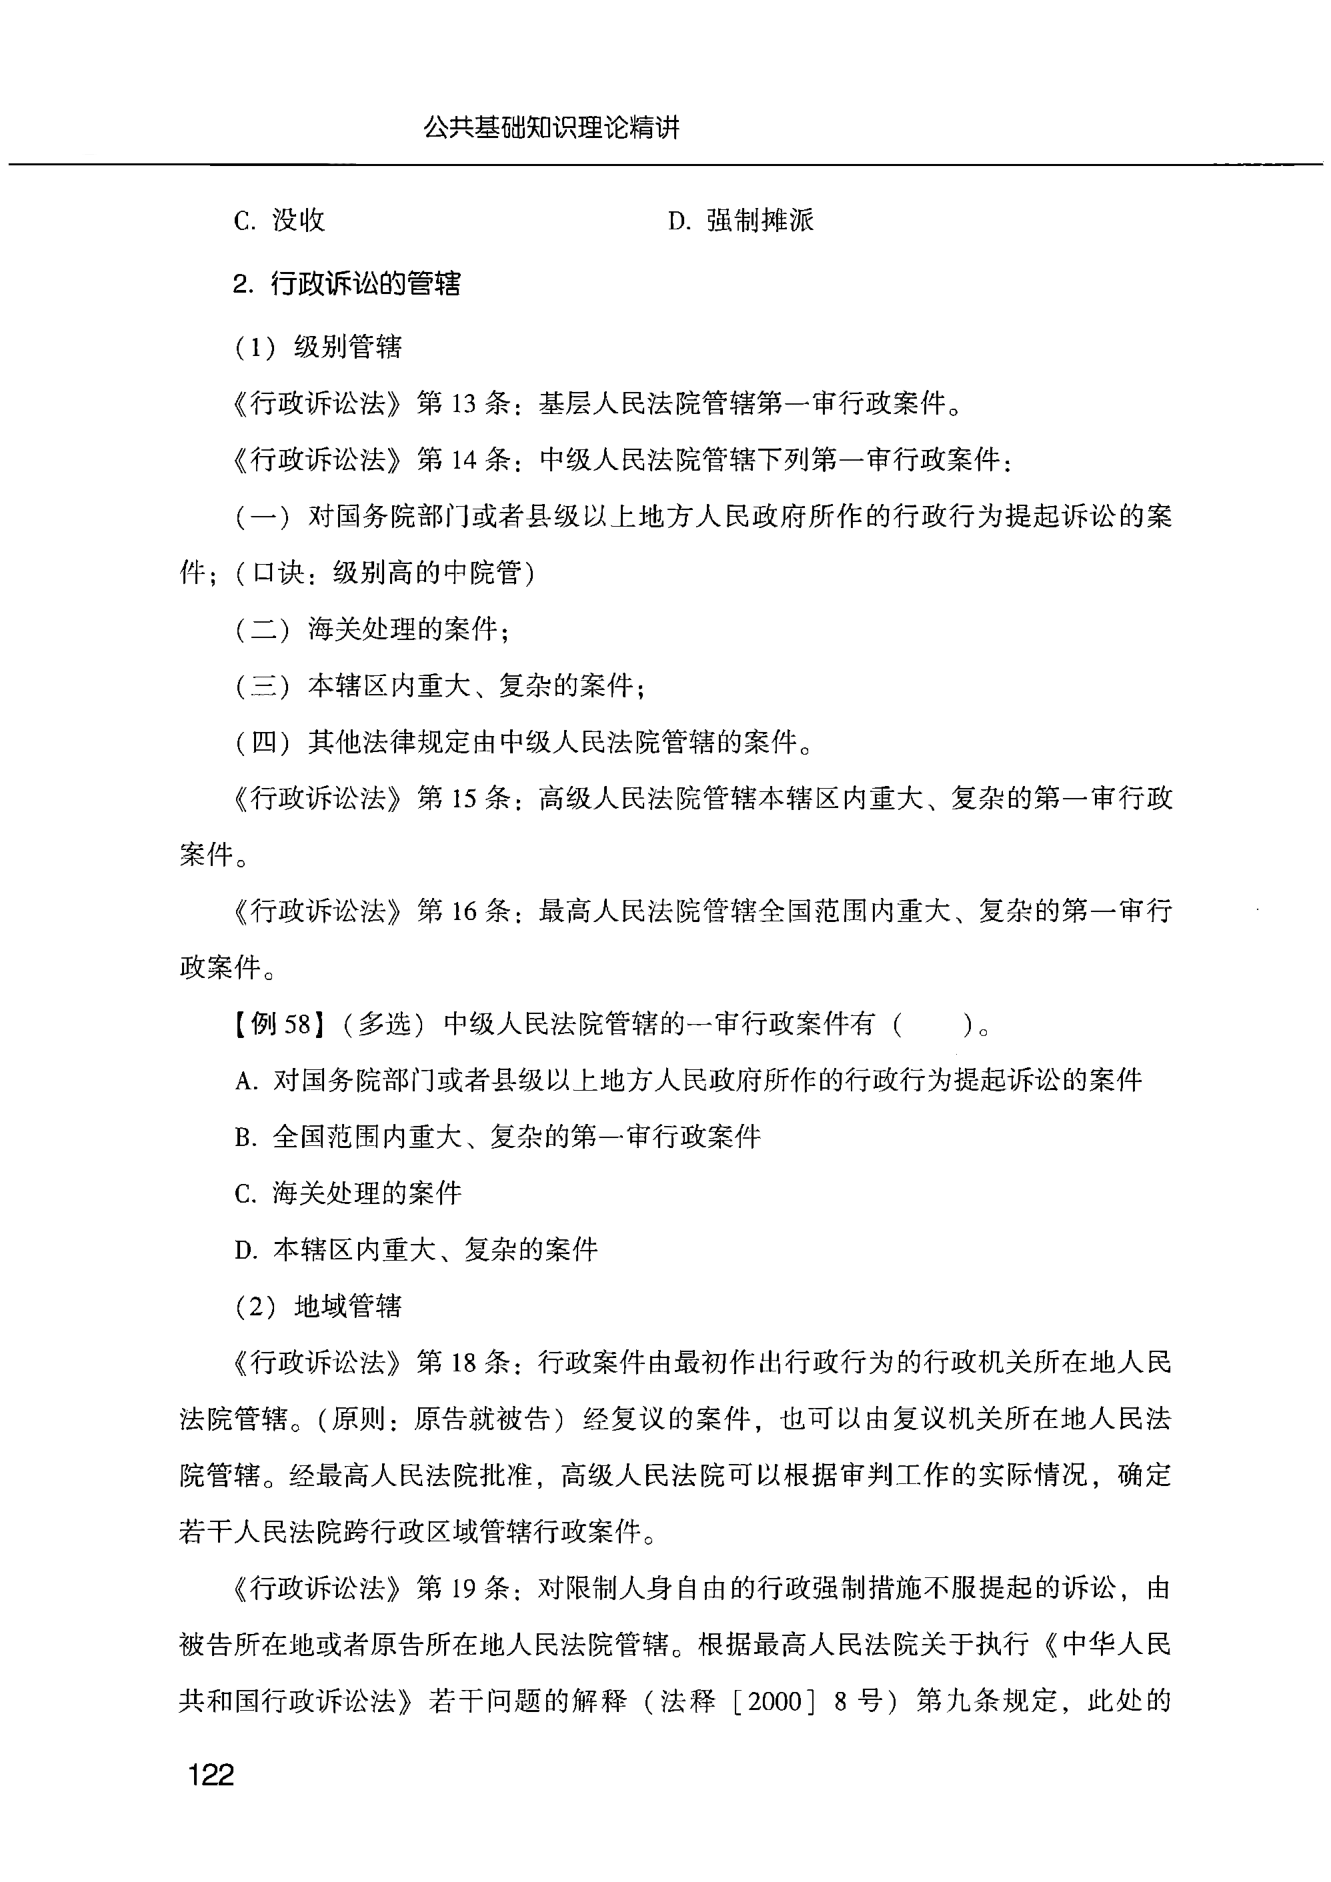 公共基础知识理论精讲
C. 没收 D. 强制摊派
2. 行政诉讼的管辖
(1) 级别管辖
《行政诉讼法》第 13 条：基层人民法院管辖第一审行政案件。
《行政诉讼法》第 14 条：中级人民法院管辖下列第一审行政案件：
(一) 对国务院部门或者县级以上地方人民政府所作的行政行为提起诉讼的案
件；(口诀：级别高的中院管)
(二) 海关处理的案件；
(三) 本辖区内重大、复杂的案件；
(四) 其他法律规定由中级人民法院管辖的案件。
《行政诉讼法》第 15 条：高级人民法院管辖本辖区内重大、复杂的第一审行政
案件。
《行政诉讼法》第 16 条：最高人民法院管辖全国范围内重大、复杂的第一审行
政案件。
【例 58】(多选) 中级人民法院管辖的一审行政案件有 (  )。
A. 对国务院部门或者县级以上地方人民政府所作的行政行为提起诉讼的案件
B. 全国范围内重大、复杂的第一审行政案件
C. 海关处理的案件
D. 本辖区内重大、复杂的案件
(2) 地域管辖
《行政诉讼法》第 18 条：行政案件由最初作出行政行为的行政机关所在地人民
法院管辖。(原则：原告就被告) 经复议的案件，也可以由复议机关所在地人民法
院管辖。经最高人民法院批准，高级人民法院可以根据审判工作的实际情况，确定
若干人民法院跨行政区域管辖行政案件。
《行政诉讼法》第 19 条：对限制人身自由的行政强制措施不服提起的诉讼，由
被告所在地或者原告所在地人民法院管辖。根据最高人民法院关于执行《中华人民
共和国行政诉讼法》若干问题的解释 (法释［2000］8 号) 第九条规定，此处的
122